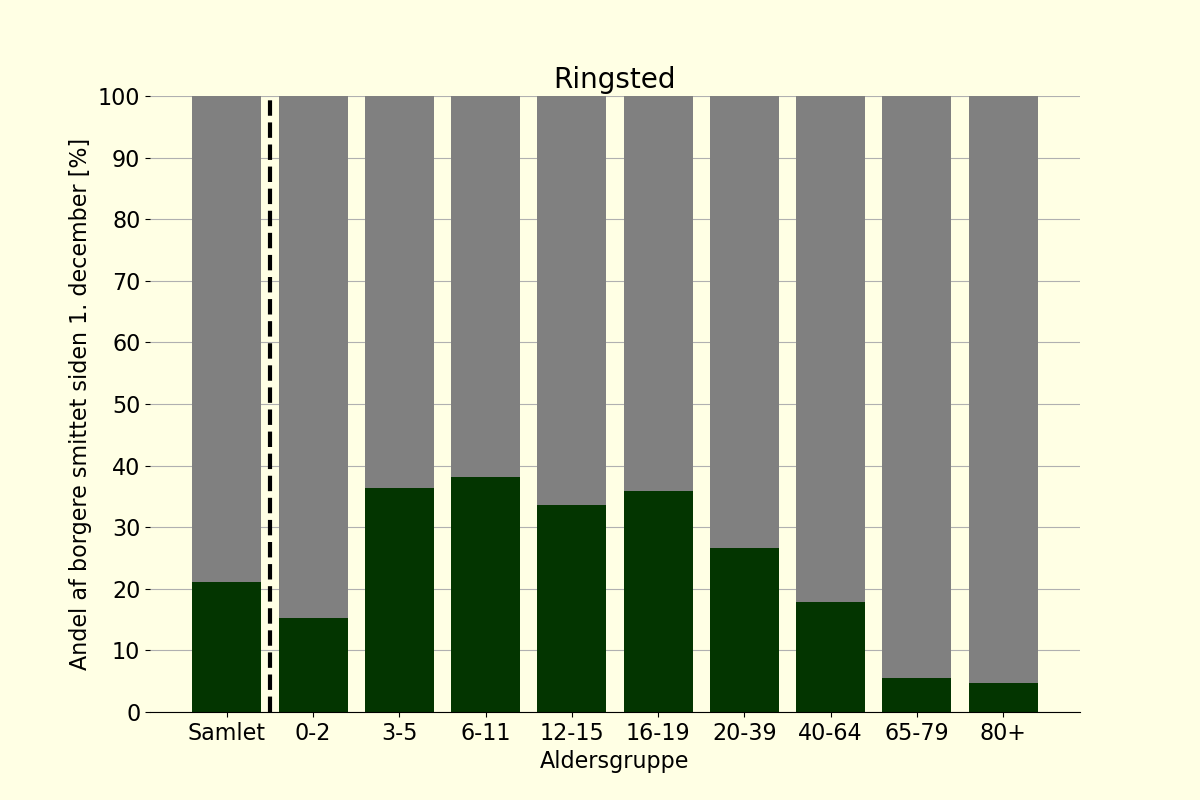 Ringsted
Andel af borgere smittet siden 1. december [%]
100
90
80
70
60
50
40
30
20
10
0
Samlet 0-2 3-5 6-11 12-15 16-19 20-39 40-64 65-79 80+
Aldersgruppe